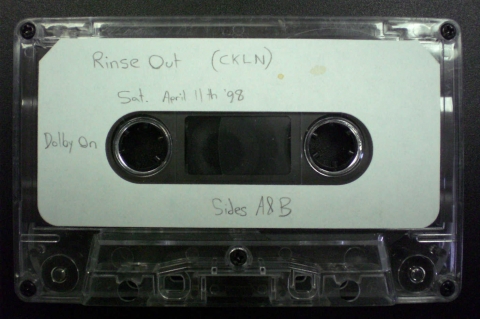 Rinse Out (CKLN)
Sat. April 11th '98
Dolby On
Sides A&B